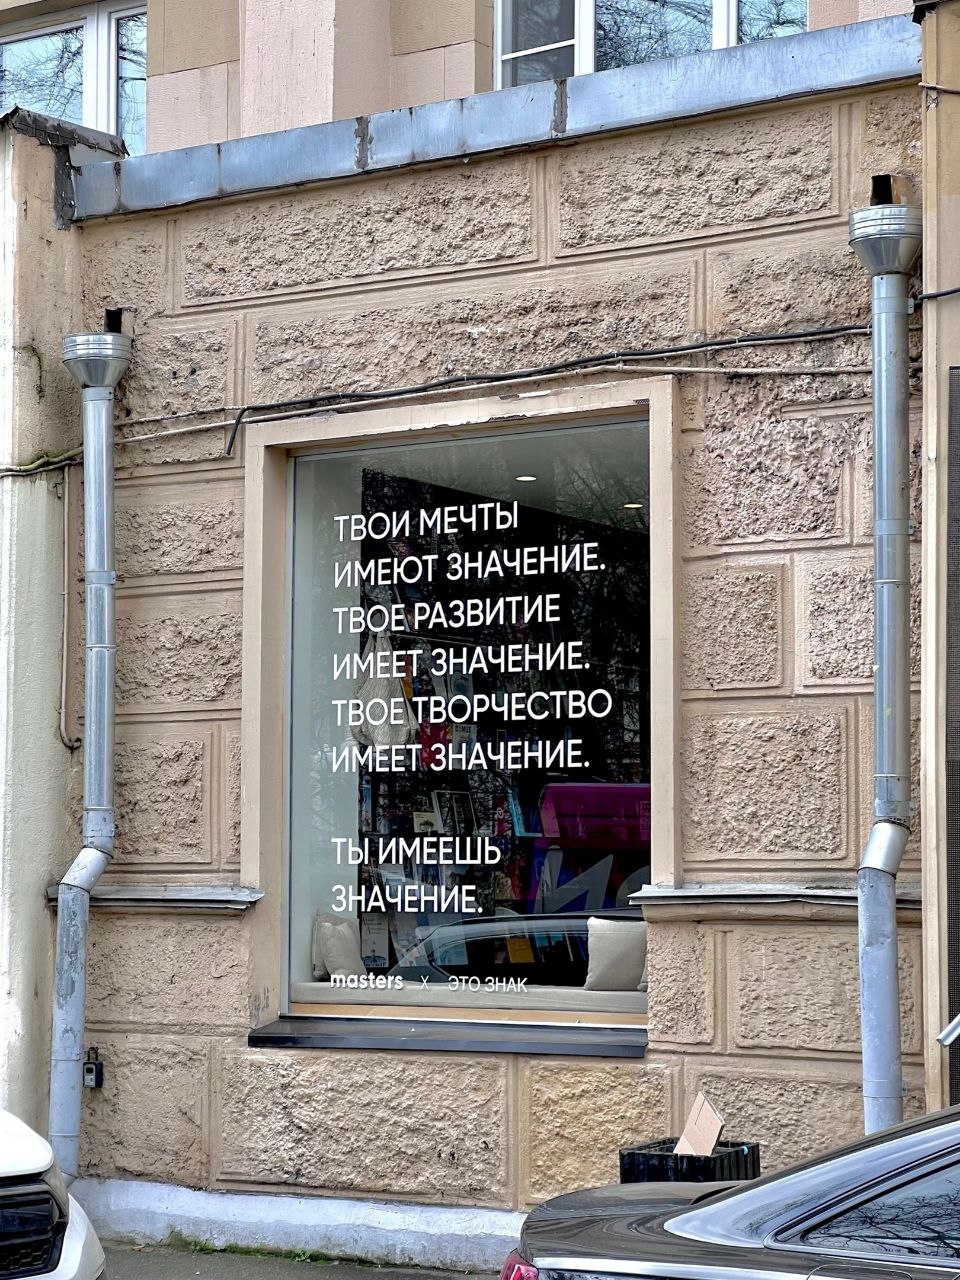 ТВОИ МЕЧТЫ
ИМЕЮТ ЗНАЧЕНИЕ.
ТВОЕ РАЗВИТИЕ
ИМЕЕТ ЗНАЧЕНИЕ.
ТВОЕ ТВОРЧЕСТВО
ИМЕЕТ ЗНАЧЕНИЕ.
ТЫ ИМЕЕШЬ
ЗНАЧЕНИЕ.
masters x ЭТО ЗНАК